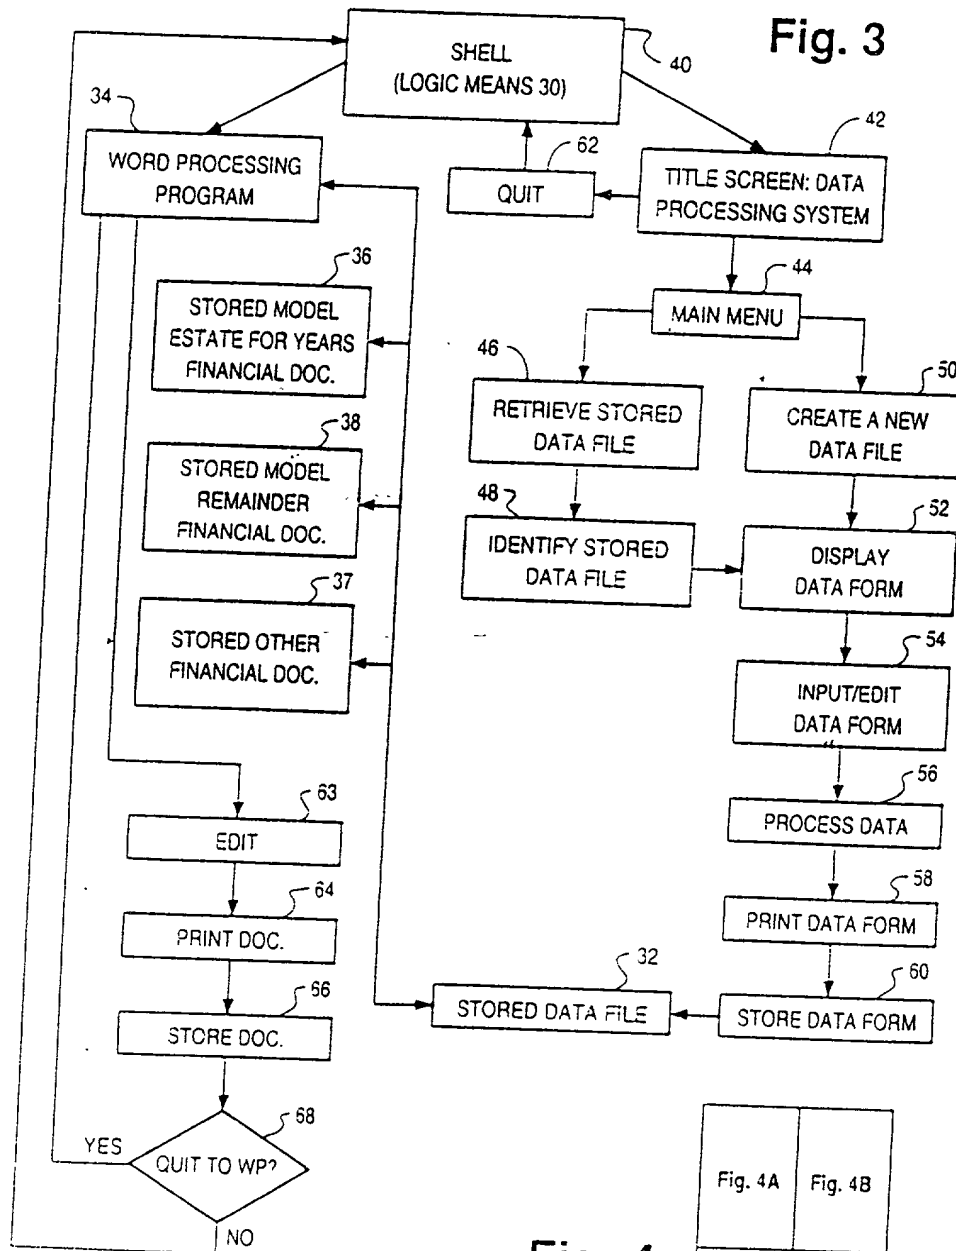 Fig. 3
SHELL
(LOGIC MEANS 30)
40
34
WORD PROCESSING
PROGRAM
62
QUIT
42
TITLE SCREEN: DATA
PROCESSING SYSTEM
36
STORED MODEL
ESTATE FOR YEARS
FINANCIAL DOC.
44
MAIN MENU
46
RETRIEVE STORED
DATA FILE
50
CREATE A NEW
DATA FILE
38
STORED MODEL
REMAINDER
FINANCIAL DOC.
48
IDENTIFY STORED
DATA FILE
52
DISPLAY
DATA FORM
37
STORED OTHER
FINANCIAL DOC.
54
INPUT/EDIT
DATA FORM
63
EDIT
56
PROCESS DATA
64
PRINT DOC.
58
PRINT DATA FORM
66
STORE DOC.
32
STORED DATA FILE
60
STORE DATA FORM
68
YES
QUIT TO WP?
NO
Fig. 4A
Fig. 4B
Fig. 4